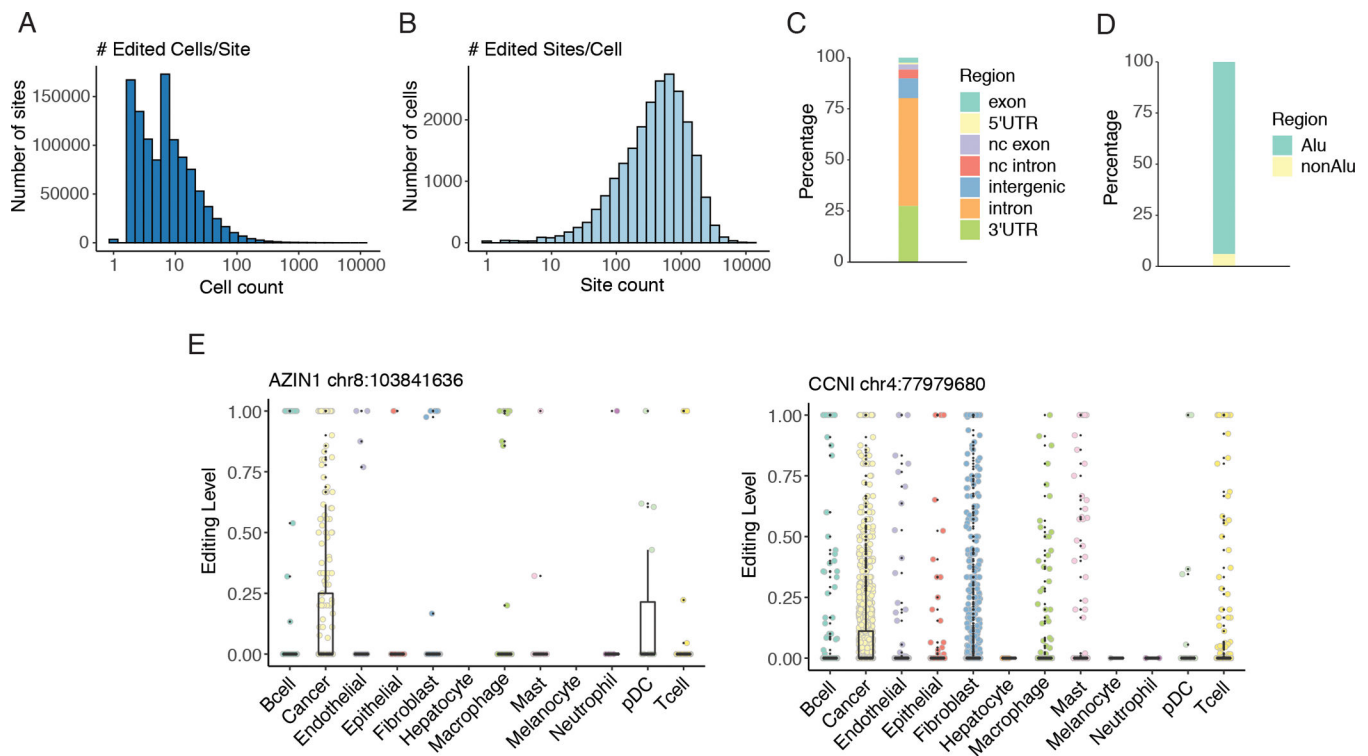 A
# Edited Cells/Site
Number of sites
150000
100000
50000
0
1
10
100
1000
10000
Cell count
B
# Edited Sites/Cell
Number of cells
2000
1000
0
1
10
100
1000
10000
Site count
C
Percentage
100
75
50
25
0
Region
exon
5'UTR
nc exon
nc intron
intergenic
intron
3'UTR
D
Percentage
100
75
50
25
0
Region
Alu
nonAlu
E
AZIN1 chr8:103841636
Editing Level
1.00
0.75
0.50
0.25
0.00
Bcell
Cancer
Endothelial
Epithelial
Fibroblast
Hepatocyte
Macrophage
Mast
Melanocyte
Neutrophil
pDC
Tcell
CCNI chr4:77979680
Editing Level
1.00
0.75
0.50
0.25
0.00
Bcell
Cancer
Endothelial
Epithelial
Fibroblast
Hepatocyte
Macrophage
Mast
Melanocyte
Neutrophil
pDC
Tcell